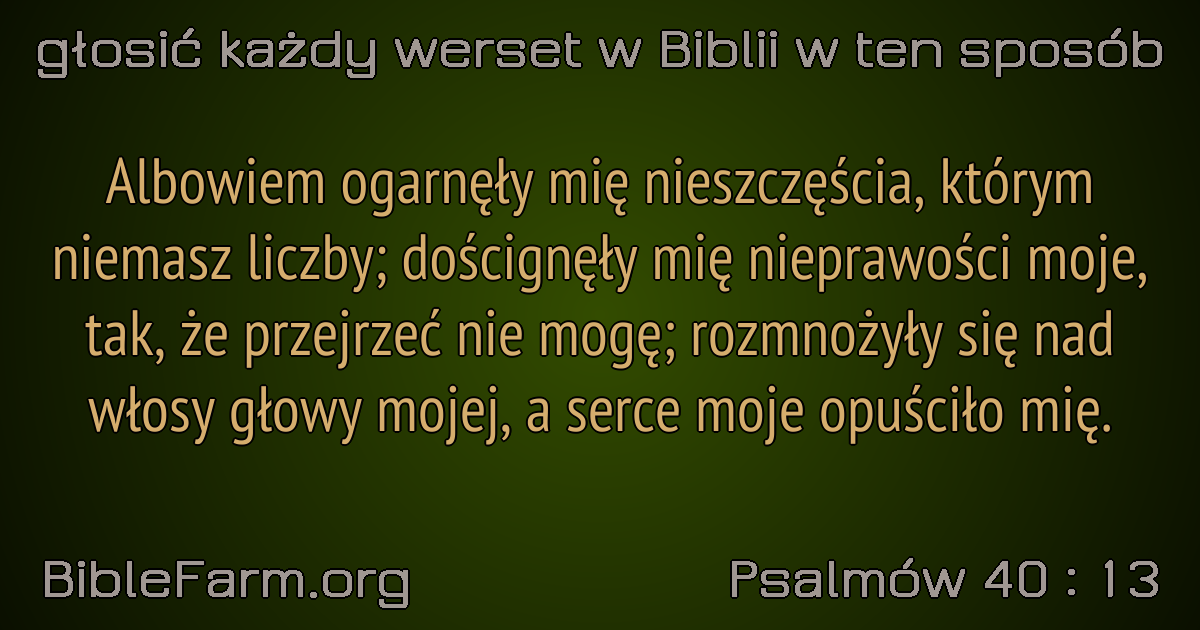 głosić każdy werset w Biblii w ten sposób
Albowiem ogarnęły mię nieszczęścia, którym
niemasz liczby; doścignęły mię nieprawości moje,
tak, że przejrzeć nie mogę; rozmnożyły się nad
włosy głowy mojej, a serce moje opuściło mię.
BibleFarm.org
Psalmów 40 : 13